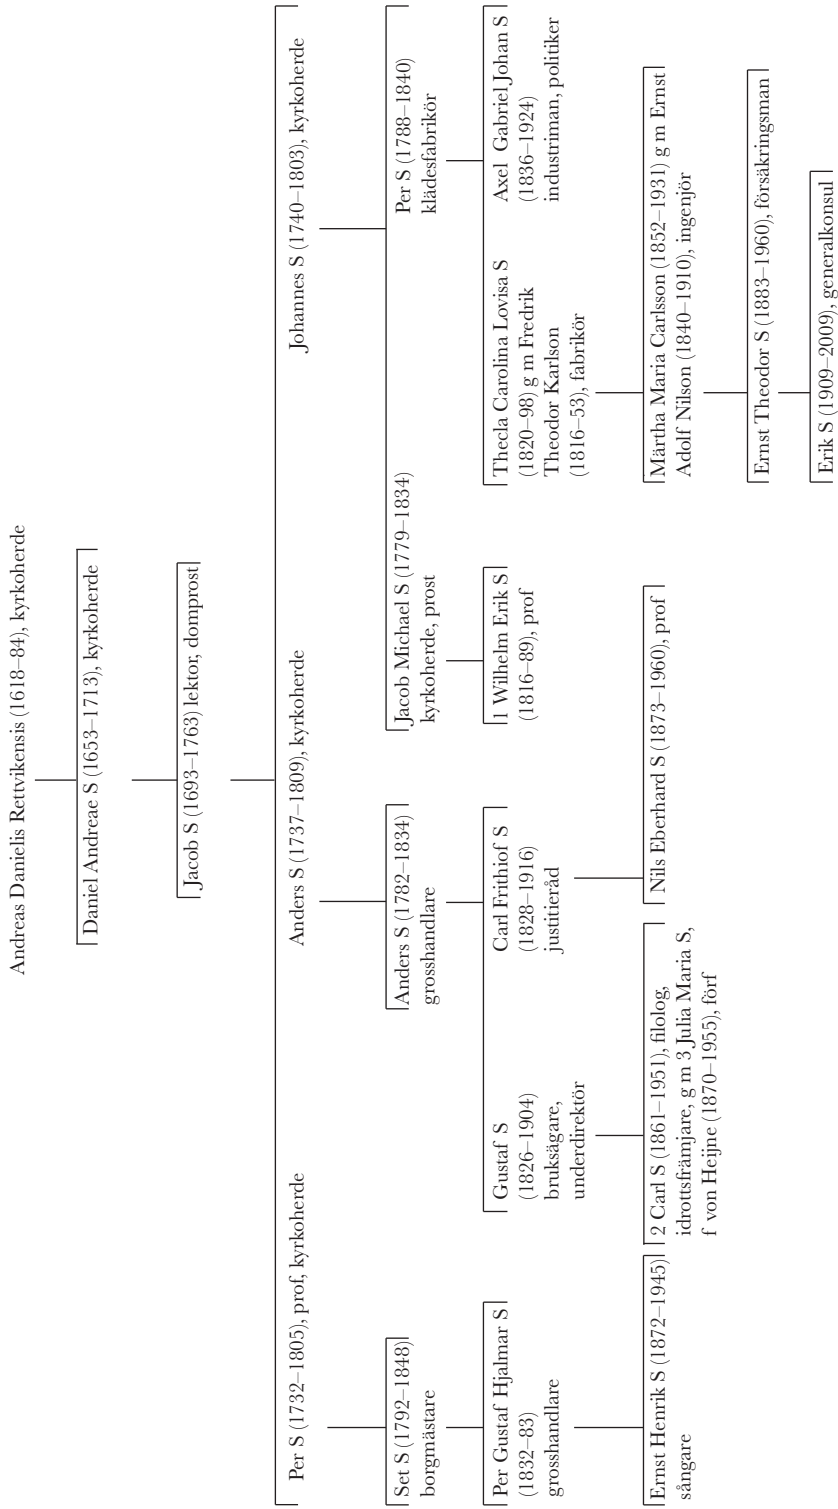 Andreas Danielis Rettvikensis (1618–84), kyrkoherde
Daniel Andreae S (1653–1713), kyrkoherde
Jacob S (1693–1763) lektor, domprost
Per S (1732–1805), prof, kyrkoherde
Anders S (1737–1809), kyrkoherde
Johannes S (1740–1803), kyrkoherde
Set S (1792–1848)
borgmästare
Anders S (1782–1834)
grosshandlare
Jacob Michael S (1779–1834)
kyrkoherde, prost
Per S (1788–1840)
klädesfabrikör
Per Gustaf Hjalmar S
(1832–83)
grosshandlare
Gustaf S
(1826–1904)
bruksägare,
underdirektör
Carl Frithiof S
(1828–1916)
justitieråd
1 Wilhelm Erik S
(1816–89), prof
Thecla Carolina Lovisa S
(1820–98) g m Fredrik
Theodor Karlson
(1816–53), fabrikör
Axel Gabriel Johan S
(1836–1924)
industriman, politiker
Ernst Henrik S (1872–1945)
sångare
2 Carl S (1861–1951), filolog,
idrottsfrämjare, g m 3 Julia Maria S,
f von Heijne (1870–1955), förf
Nils Eberhard S (1873–1960), prof
Märtha Maria Carlsson (1852–1931) g m Ernst
Adolf Nilson (1840–1910), ingenjör
Ernst Theodor S (1883–1960), försäkringsman
Erik S (1909–2009), generalkonsul